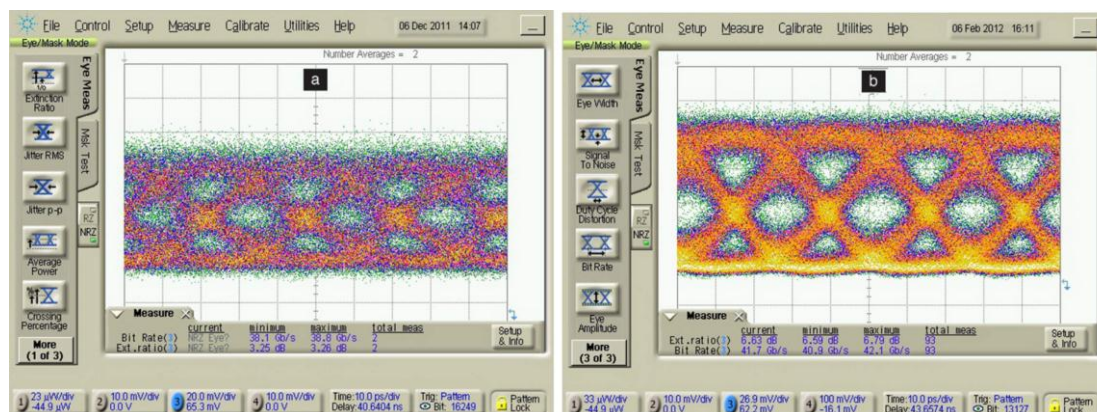 File Control Setup Measure Calibrate Utilities Help 06 Dec 2011 14:07
Eye/Mask Mode
Number Averages = 2
a
Extinction
Ratio
Jitter RMS
Jitter p-p
Average
Power
Crossing
Percentage
More
(1 of 3)
Eye Meas
Msk Test
RZ
NRZ
Measure
current minimum maximum total meas
Bit Rate(3) NRZ Eye? 38.1 Gb/s 38.8 Gb/s 2
Ext.ratio(3) NRZ Eye? 3.25 dB 3.26 dB 2
Setup
& Info
1) 23 µW/div
-44.9 µW
2) 10.0 mV/div
0.0 V
3) 20.0 mV/div
65.3 mV
4) 10.0 mV/div
0.0 V
Time:10.0 ps/div
Delay:40.6404 ns
Trig: Pattern
Bit: 16249
Pattern
Lock
File Control Setup Measure Calibrate Utilities Help 06 Feb 2012 16:11
Eye/Mask Mode
Number Averages = 2
b
Eye Width
Signal
To Noise
Duty Cycle
Distortion
Bit Rate
Eye
Amplitude
More
(3 of 3)
Eye Meas
Msk Test
RZ
NRZ
Measure
current minimum maximum total meas
Ext.ratio(3) 6.63 dB 6.59 dB 6.79 dB 93
Bit Rate(3) 41.7 Gb/s 40.9 Gb/s 42.1 Gb/s 93
Setup
& Info
1) 33 µW/div
-44.9 µW
2) 10.0 mV/div
0.0 V
3) 26.9 mV/div
62.2 mV
4) 100 mV/div
-16.1 mV
Time:10.0 ps/div
Delay:43.6574 ns
Trig: Pattern
Bit: 13127
Pattern
Lock